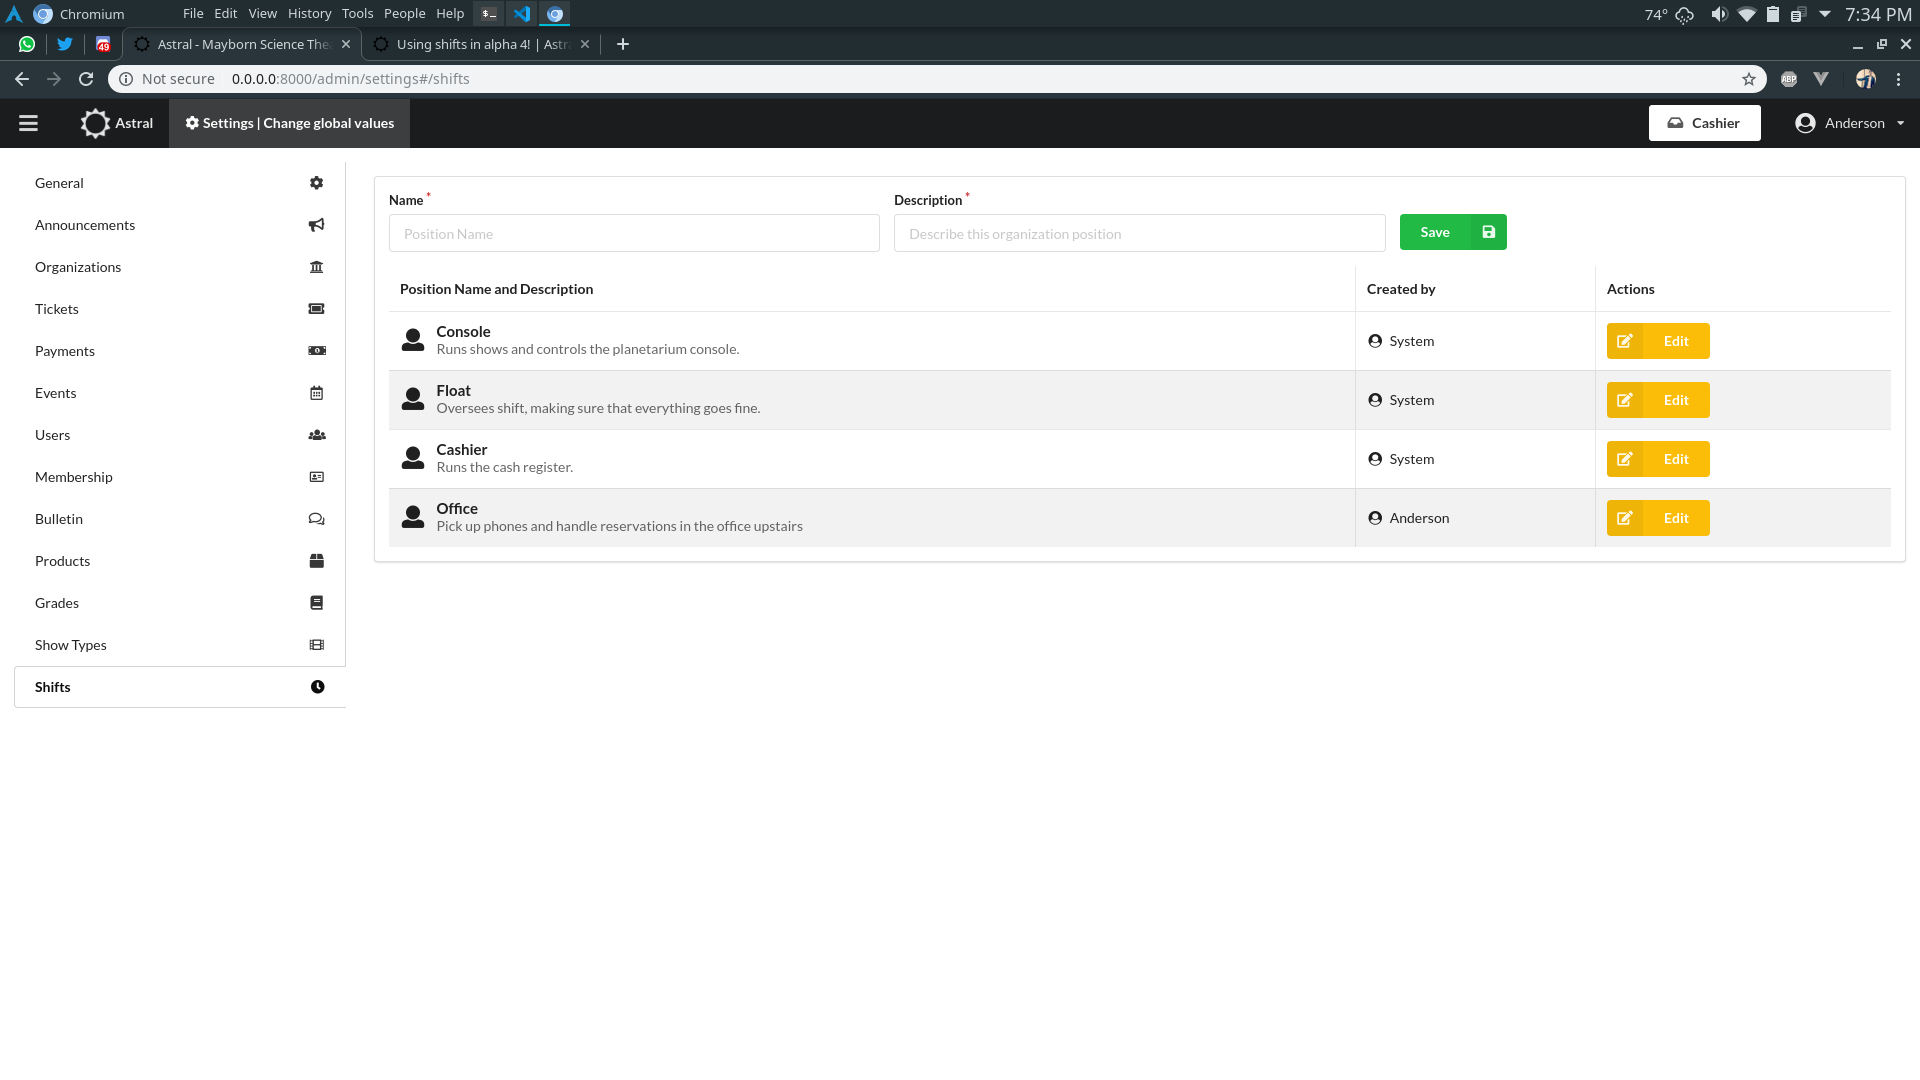 Chromium File Edit View History Tools People Help 74° 7:34 PM
49 Astral - Mayborn Science The Using shifts in alpha 4! | Astr
Not secure 0.0.0.0:8000/admin/settings#/shifts ABP
Astral Settings | Change global values Cashier Anderson
General
Announcements
Organizations
Tickets
Payments
Events
Users
Membership
Bulletin
Products
Grades
Show Types
Shifts
Name * Description *
Position Name Describe this organization position Save
Position Name and Description Created by Actions
Console
Runs shows and controls the planetarium console. System Edit
Float
Oversees shift, making sure that everything goes fine. System Edit
Cashier
Runs the cash register. System Edit
Office
Pick up phones and handle reservations in the office upstairs Anderson Edit